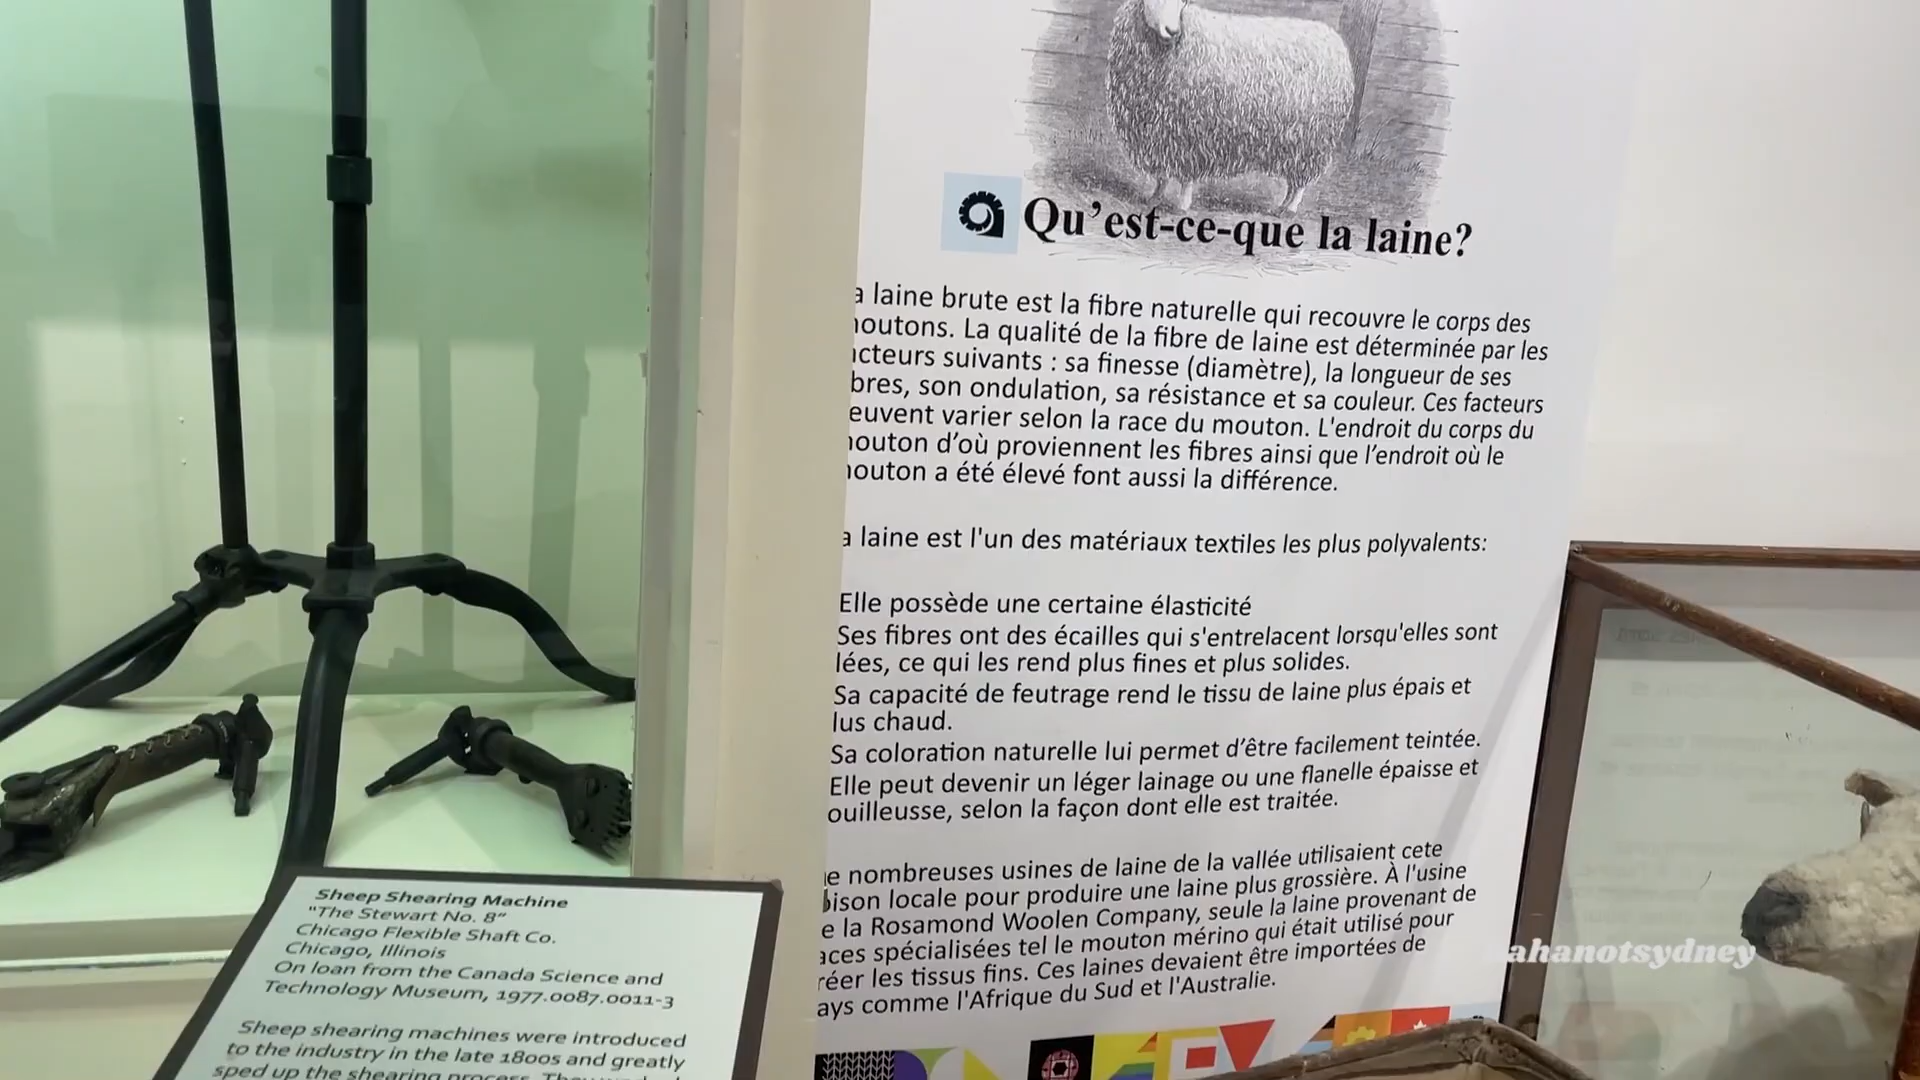 Qu'est-ce-que la laine?
a laine brute est la fibre naturelle qui recouvre le corps des
outons. La qualité de la fibre de laine est déterminée par les
acteurs suivants : sa finesse (diamètre), la longueur de ses
bres, son ondulation, sa résistance et sa couleur. Ces facteurs
euvent varier selon la race du mouton. L'endroit du corps du
outon d'où proviennent les fibres ainsi que l'endroit où le
outon a été élevé font aussi la différence.
a laine est l'un des matériaux textiles les plus polyvalents:
Elle possède une certaine élasticité
Ses fibres ont des écailles qui s'entrelacent lorsqu'elles sont
lées, ce qui les rend plus fines et plus solides.
Sa capacité de feutrage rend le tissu de laine plus épais et
lus chaud.
Sa coloration naturelle lui permet d'être facilement teintée.
Elle peut devenir un léger lainage ou une flanelle épaisse et
ouilleusse, selon la façon dont elle est traitée.
e nombreuses usines de laine de la vallée utilisaient cete
oison locale pour produire une laine plus grossière. À l'usine
e la Rosamond Woolen Company, seule la laine provenant de
aces spécialisées tel le mouton mérino qui était utilisé pour
réer les tissus fins. Ces laines devaient être importées de
ays comme l'Afrique du Sud et l'Australie.
Sheep Shearing Machine
"The Stewart No. 8"
Chicago Flexible Shaft Co.
Chicago, Illinois
On loan from the Canada Science and
Technology Museum, 1977.0087.0011-3
Sheep shearing machines were introduced
to the industry in the late 1800s and greatly
sped up the shearing process. They
ahanotsydney